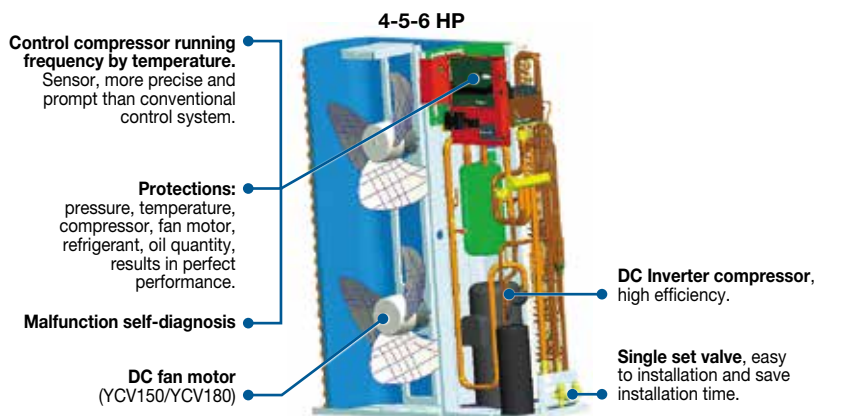 4-5-6 HP
Control compressor running
frequency by temperature.
Sensor, more precise and
prompt than conventional
control system.
Protections:
pressure, temperature,
compressor, fan motor,
refrigerant, oil quantity,
results in perfect
performance.
Malfunction self-diagnosis
DC fan motor
(YCV150/YCV180)
DC Inverter compressor,
high efficiency.
Single set valve, easy
to installation and save
installation time.